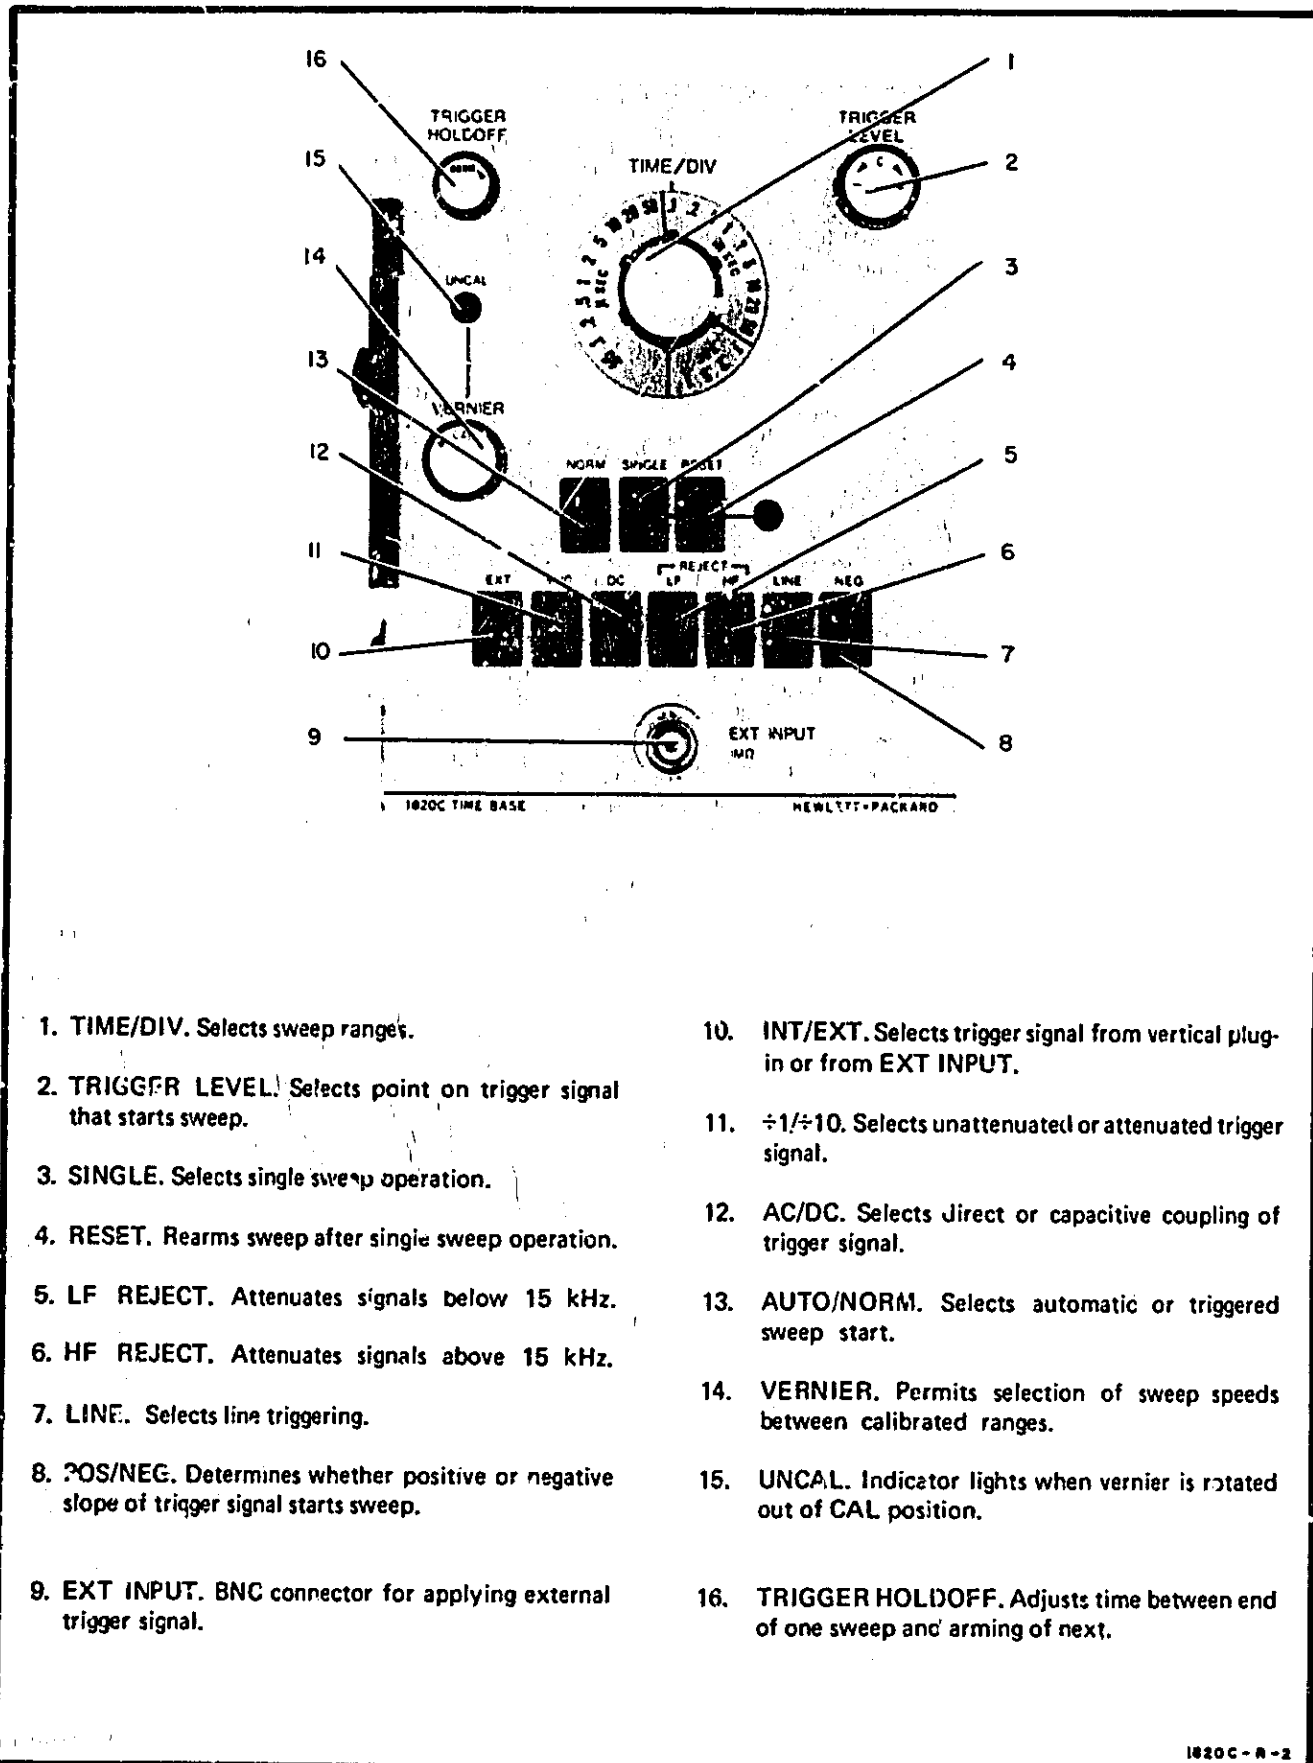 16
1
TRIGGER
HOLDOFF
TRIGGER
LEVEL
15
TIME/DIV
2
14
UNCAL
3
13
VERNIER
4
12
NORM SINGLE RESET
5
11
REJECT
6
EXT DC LF HF LINE NEG
10
7
9
EXT INPUT
8
1820C TIME BASE
HEWLETT-PACKARD
1. TIME/DIV. Selects sweep ranges.
2. TRIGGER LEVEL. Selects point on trigger signal
that starts sweep.
3. SINGLE. Selects single sweep operation.
4. RESET. Rearms sweep after single sweep operation.
5. LF REJECT. Attenuates signals below 15 kHz.
6. HF REJECT. Attenuates signals above 15 kHz.
7. LINE. Selects line triggering.
8. POS/NEG. Determines whether positive or negative
slope of trigger signal starts sweep.
9. EXT INPUT. BNC connector for applying external
trigger signal.
10. INT/EXT. Selects trigger signal from vertical plug-
in or from EXT INPUT.
11. ÷1/÷10. Selects unattenuated or attenuated trigger
signal.
12. AC/DC. Selects direct or capacitive coupling of
trigger signal.
13. AUTO/NORM. Selects automatic or triggered
sweep start.
14. VERNIER. Permits selection of sweep speeds
between calibrated ranges.
15. UNCAL. Indicator lights when vernier is rotated
out of CAL position.
16. TRIGGER HOLDOFF. Adjusts time between end
of one sweep and arming of next.
1820C-R-2